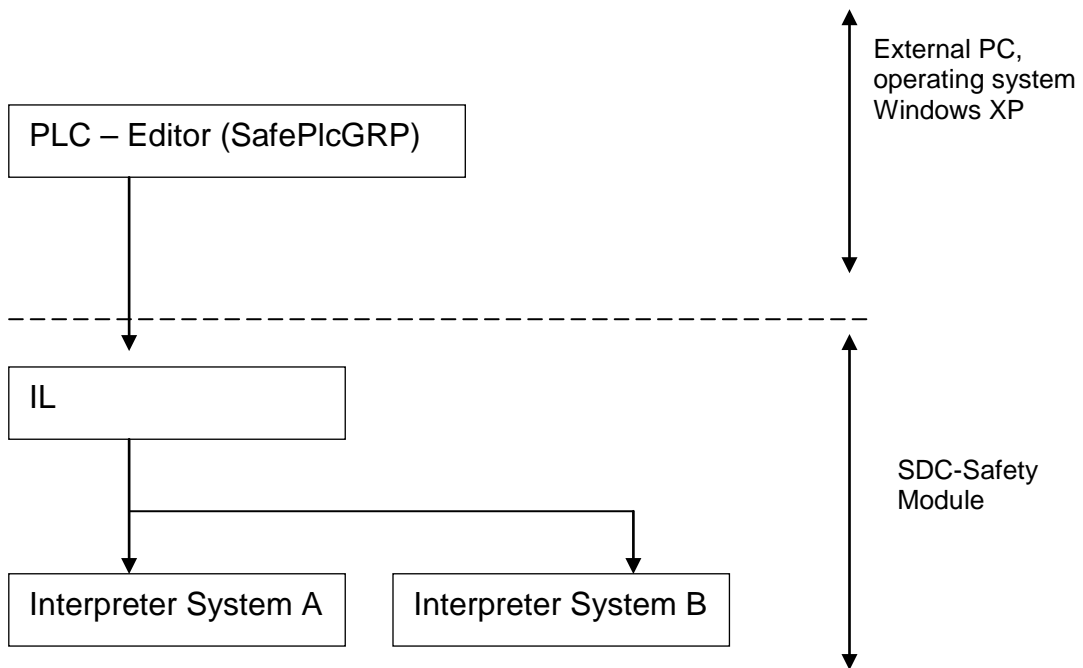 External PC,
operating system
Windows XP
PLC – Editor (SafePlcGRP)
IL
SDC-Safety
Module
Interpreter System A
Interpreter System B